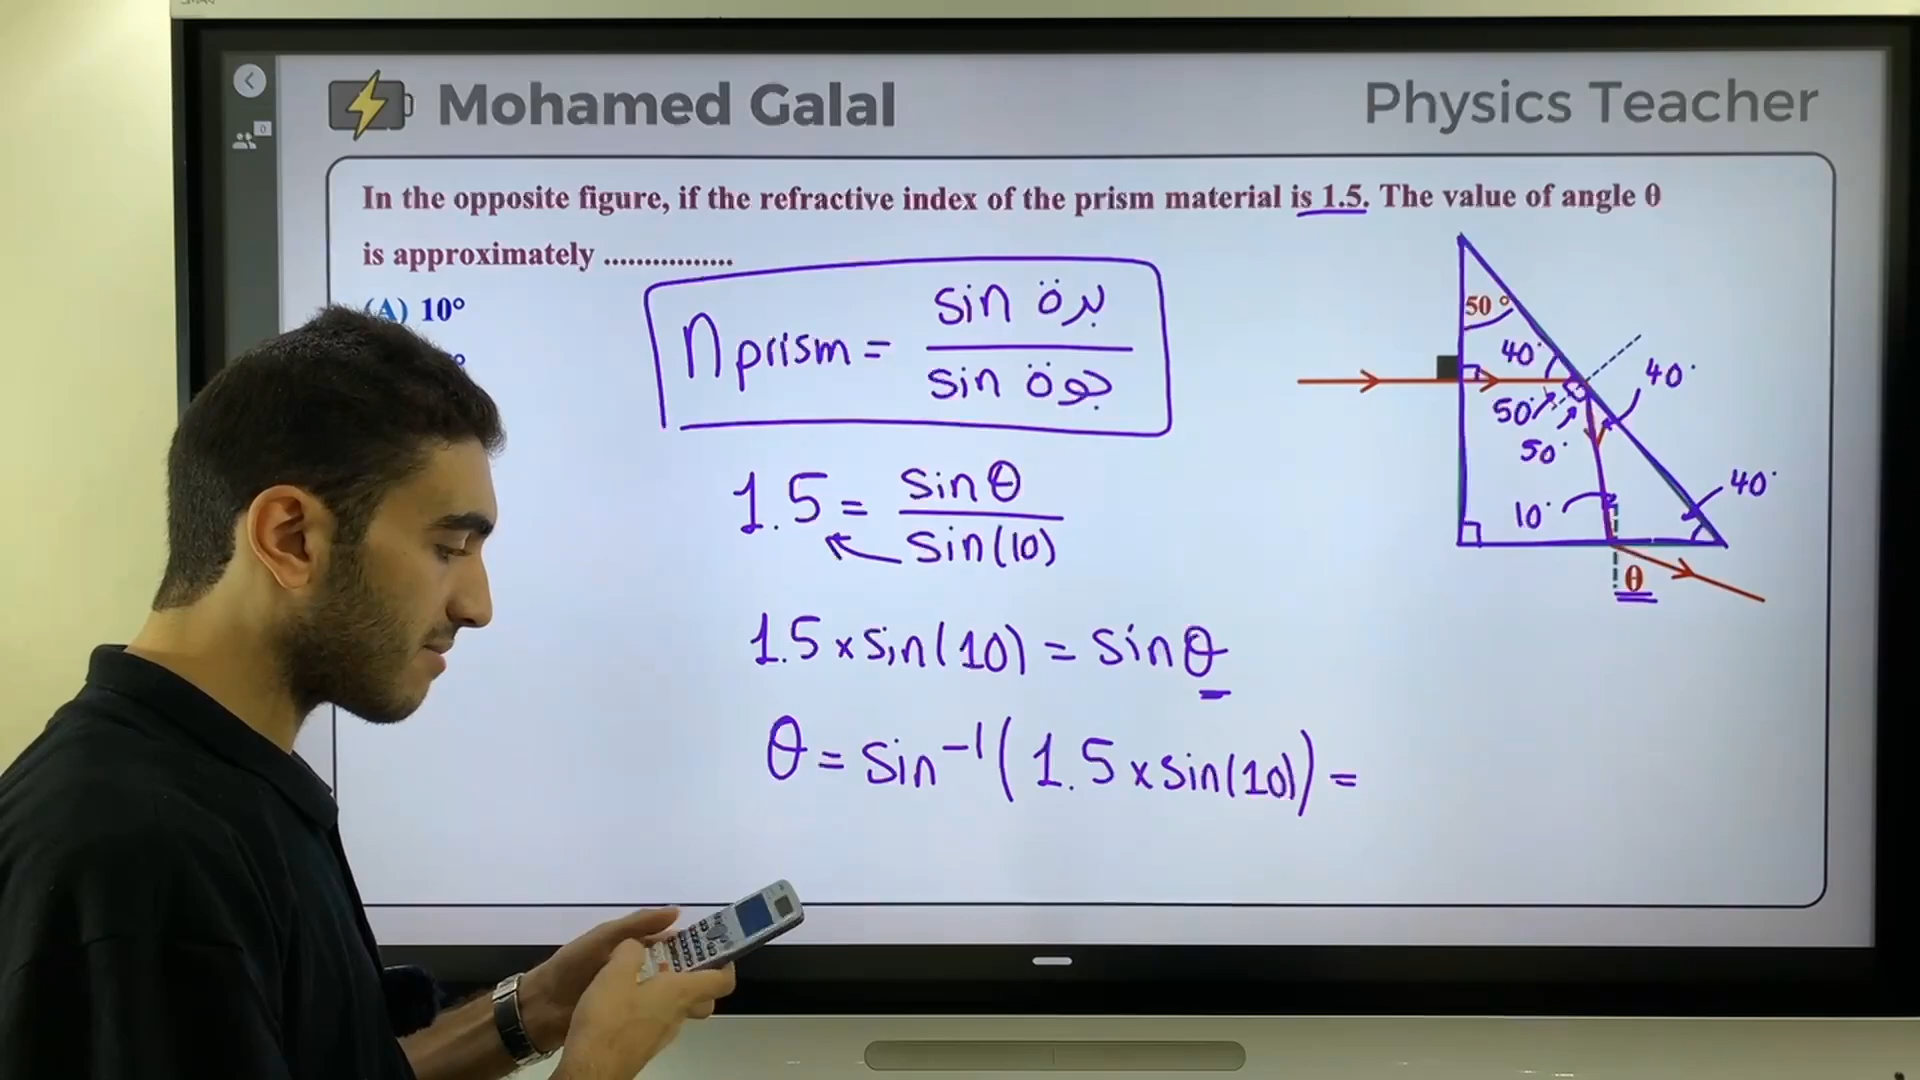 Mohamed Galal
Physics Teacher
In the opposite figure, if the refractive index of the prism material is 1.5. The value of angle θ
is approximately ................
(A) 10°
n prism = sin برة / sin جوة
1.5 = sin θ / sin(10)
1.5 × sin(10) = sin θ
θ = sin⁻¹(1.5 × sin(10)) =
50°
40°
40°
50°
50°
40°
10°
θ
0